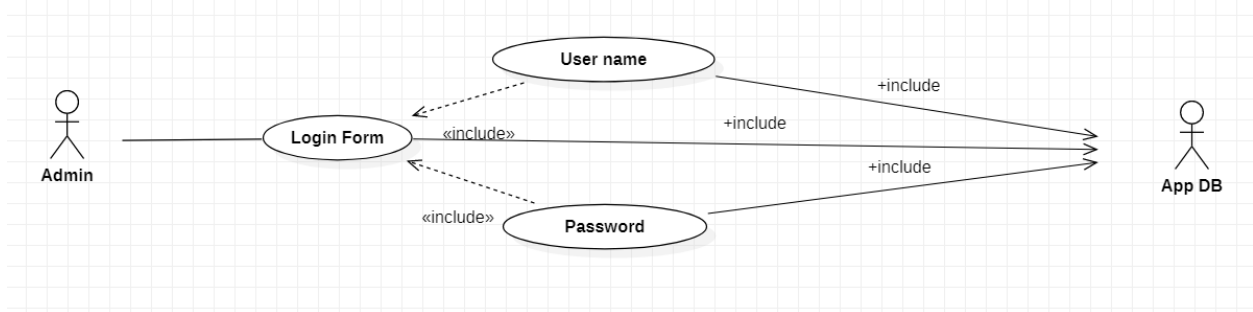 User name
+include
+include
«include»
Login Form
+include
Admin
App DB
«include»
Password